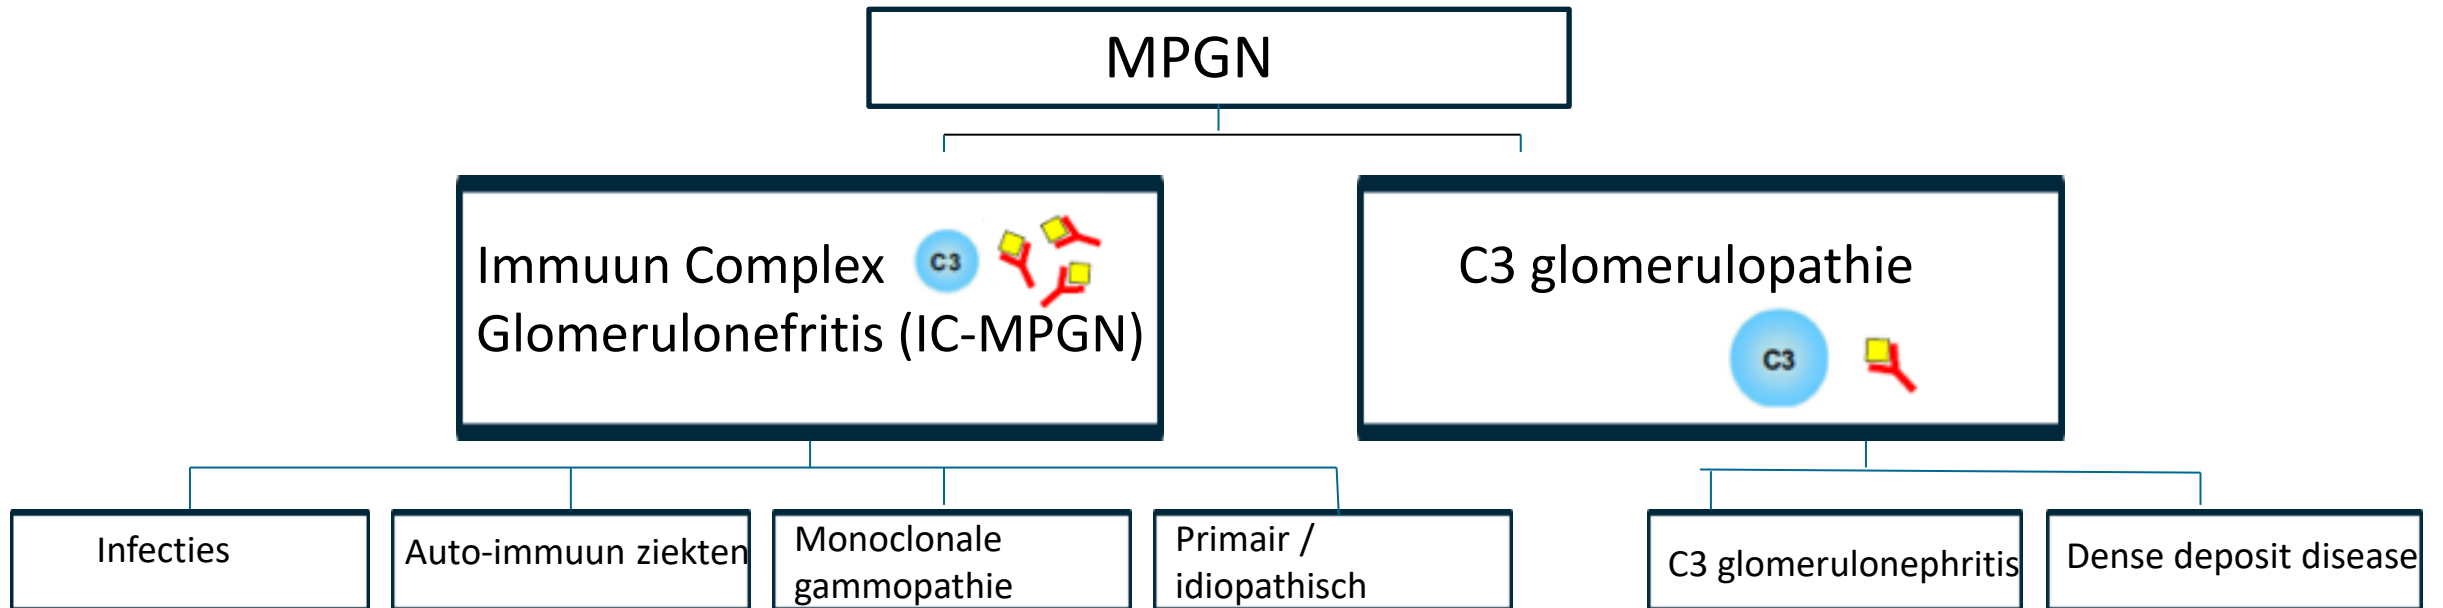 MPGN
Immuun Complex C3
Glomerulonefritis (IC-MPGN)
C3 glomerulopathie
C3
Infecties
Auto-immuun ziekten
Monoclonale
gammopathie
Primair /
idiopathisch
C3 glomerulonephritis
Dense deposit disease